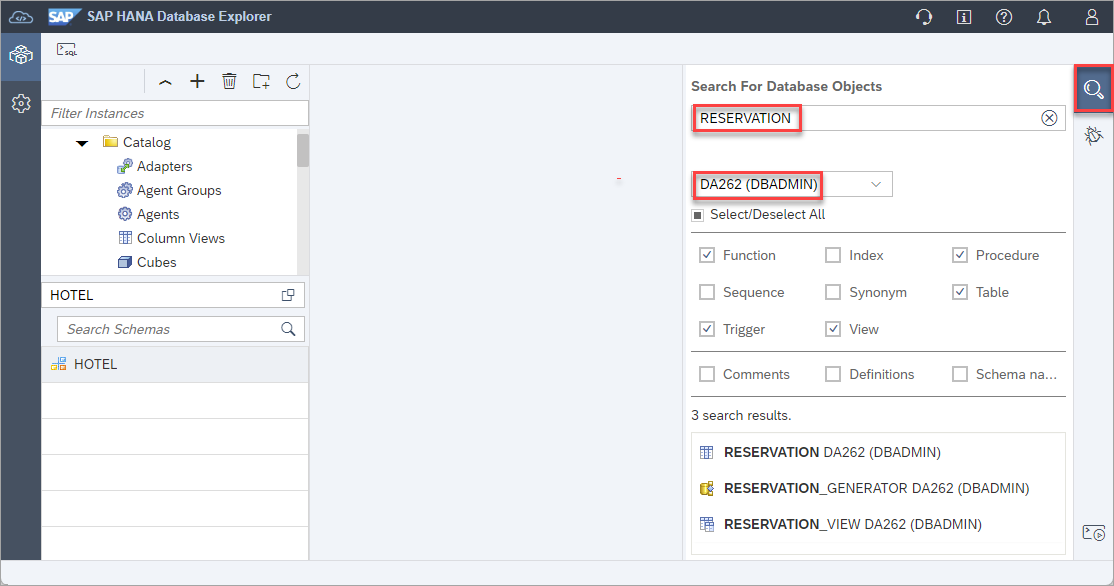 SAP SAP HANA Database Explorer
SQL
Filter Instances
Catalog
Adapters
Agent Groups
Agents
Column Views
Cubes
HOTEL
Search Schemas
HOTEL
Search For Database Objects
RESERVATION
DA262 (DBADMIN)
Select/Deselect All
Function Index Procedure
Sequence Synonym Table
Trigger View
Comments Definitions Schema na...
3 search results.
RESERVATION DA262 (DBADMIN)
RESERVATION_GENERATOR DA262 (DBADMIN)
RESERVATION_VIEW DA262 (DBADMIN)